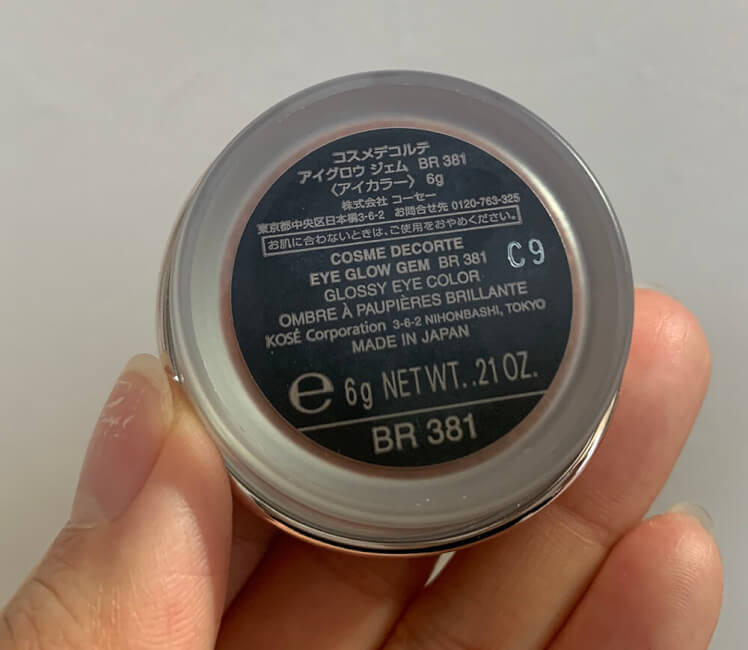 コスメデコルテ
アイグロウ ジェム BR 381
〈アイカラー〉 6g
株式会社 コーセー
東京都中央区日本橋3-6-2 お問合せ先 0120-763-325
お肌に合わないときは、ご使用をおやめください。
COSME DECORTE
EYE GLOW GEM BR 381
C9
GLOSSY EYE COLOR
OMBRE À PAUPIÈRES BRILLANTE
KOSÉ Corporation 3-6-2 NIHONBASHI, TOKYO
MADE IN JAPAN
e 6g NET WT. .21 OZ.
BR 381